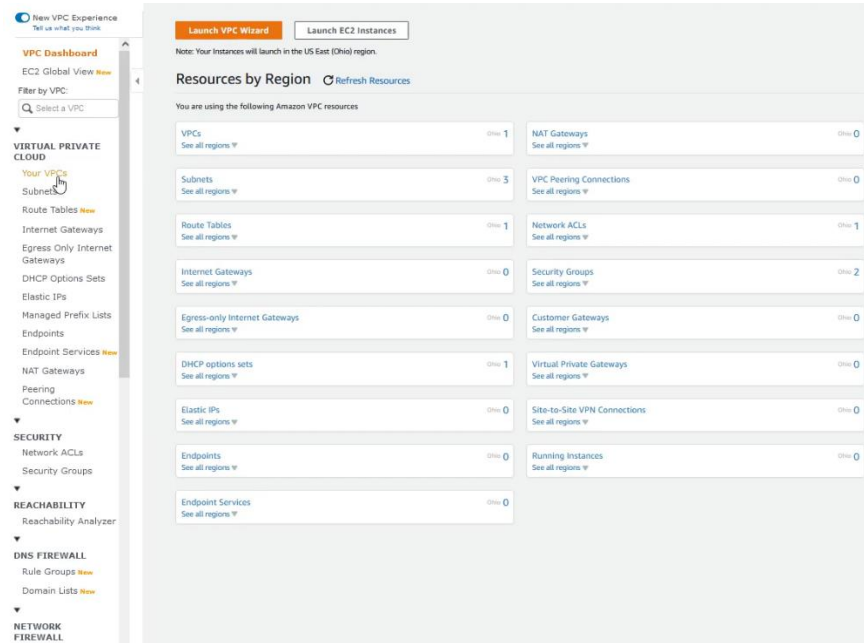 New VPC Experience
Tell us what you think
VPC Dashboard
EC2 Global View New
Filter by VPC:
Select a VPC
VIRTUAL PRIVATE
CLOUD
Your VPCs
Subnets
Route Tables New
Internet Gateways
Egress Only Internet
Gateways
DHCP Options Sets
Elastic IPs
Managed Prefix Lists
Endpoints
Endpoint Services New
NAT Gateways
Peering
Connections New
SECURITY
Network ACLs
Security Groups
REACHABILITY
Reachability Analyzer
DNS FIREWALL
Rule Groups New
Domain Lists New
NETWORK
FIREWALL
Launch VPC Wizard
Launch EC2 Instances
Note: Your Instances will launch in the US East (Ohio) region.
Resources by Region Refresh Resources
You are using the following Amazon VPC resources
VPCs Ohio 1
See all regions
NAT Gateways Ohio 0
See all regions
Subnets Ohio 3
See all regions
VPC Peering Connections Ohio 0
See all regions
Route Tables Ohio 1
See all regions
Network ACLs Ohio 1
See all regions
Internet Gateways Ohio 0
See all regions
Security Groups Ohio 2
See all regions
Egress-only Internet Gateways Ohio 0
See all regions
Customer Gateways Ohio 0
See all regions
DHCP options sets Ohio 1
See all regions
Virtual Private Gateways Ohio 0
See all regions
Elastic IPs Ohio 0
See all regions
Site-to-Site VPN Connections Ohio 0
See all regions
Endpoints Ohio 0
See all regions
Running Instances Ohio 0
See all regions
Endpoint Services Ohio 0
See all regions